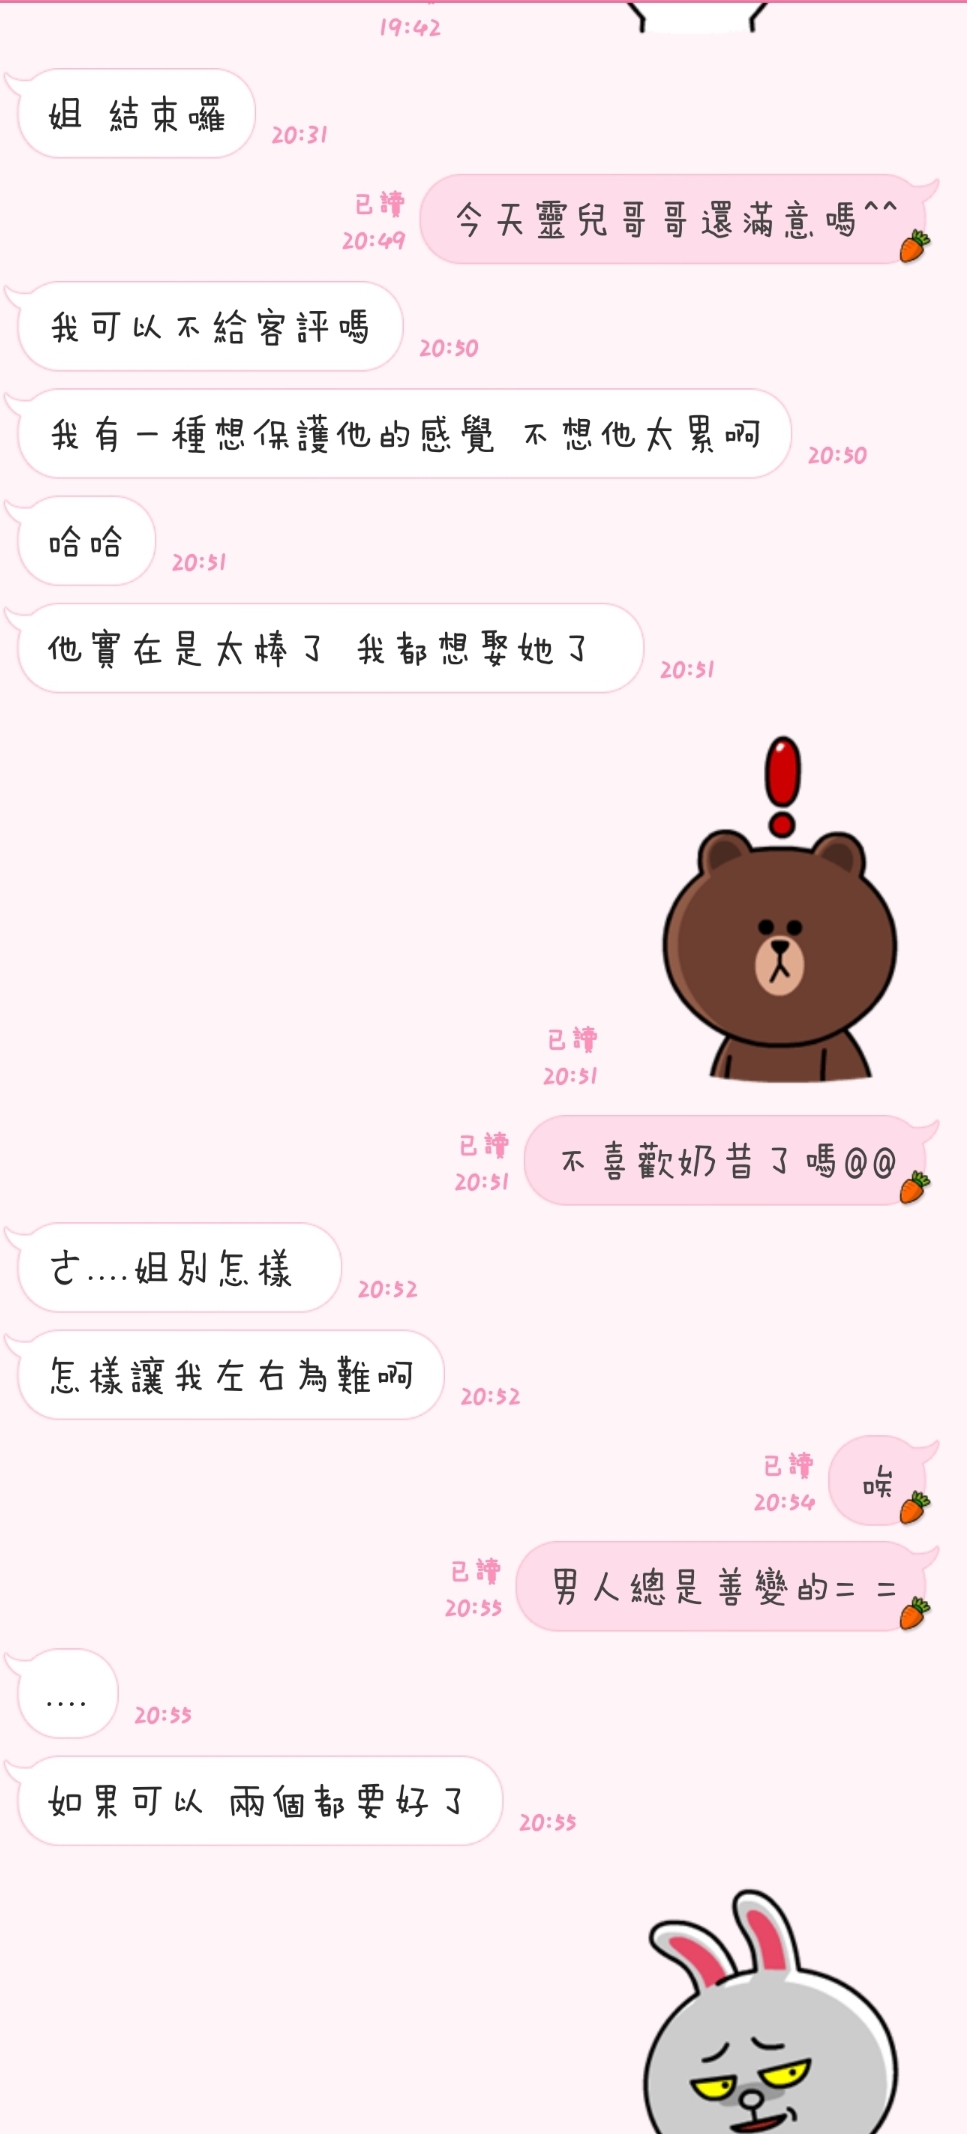 19:42
姐 結束囉
20:31
已讀
20:49
今天靈兒哥哥還滿意嗎^^
我可以不給客評嗎
20:50
我有一種想保護他的感覺 不想他太累啊
20:50
哈哈
20:51
他實在是太棒了 我都想娶她了
20:51
已讀
20:51
已讀
20:51
不喜歡奶昔了嗎@@
ㄜ....姐別怎樣
20:52
怎樣讓我左右為難啊
20:52
已讀
20:54
唉
已讀
20:55
男人總是善變的= =
....
20:55
如果可以 兩個都要好了
20:55